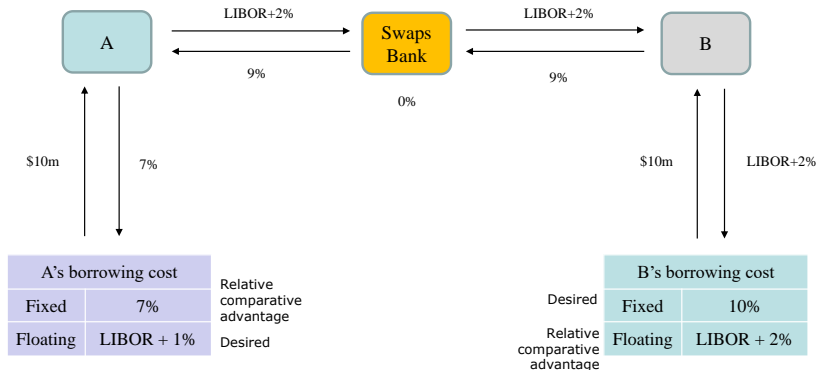 LIBOR+2%
LIBOR+2%
A
Swaps
Bank
B
9%
9%
0%
$10m
7%
$10m
LIBOR+2%
A's borrowing cost
Fixed 7%
Floating LIBOR + 1%
Relative
comparative
advantage
Desired
B's borrowing cost
Desired
Fixed 10%
Relative
comparative
advantage
Floating LIBOR + 2%